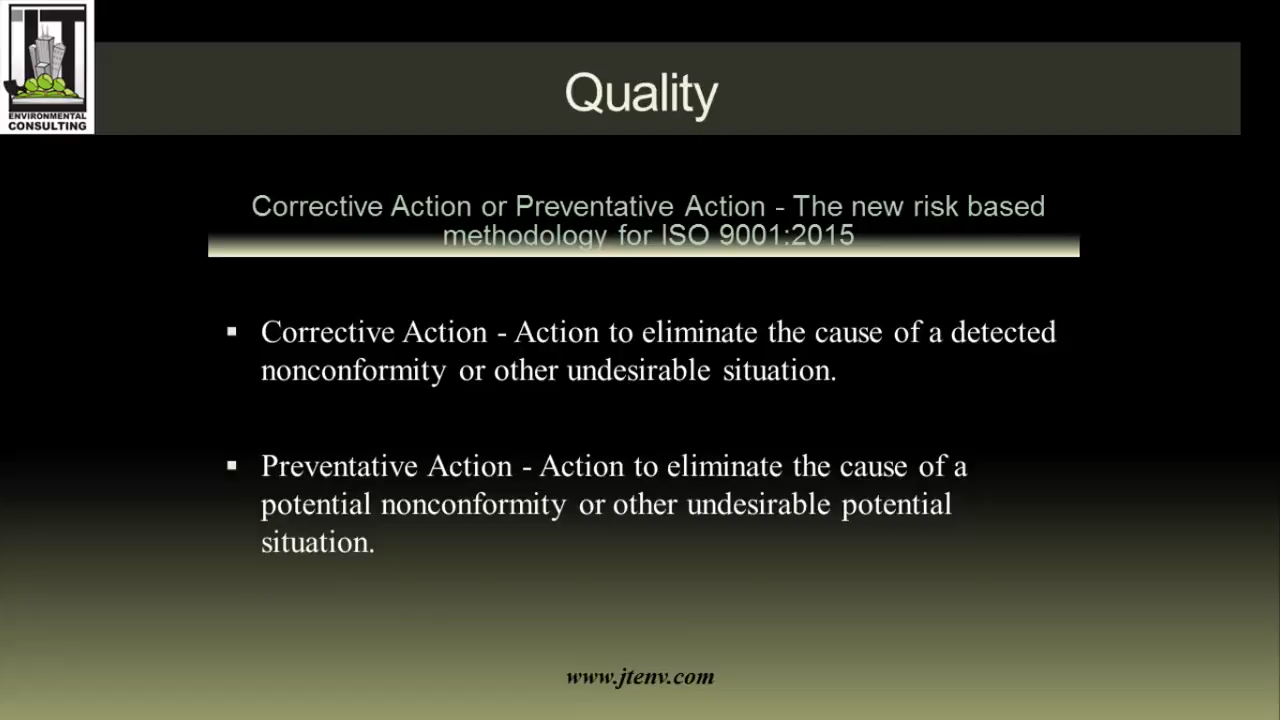 JT
ENVIRONMENTAL
CONSULTING
Quality
Corrective Action or Preventative Action - The new risk based
methodology for ISO 9001:2015
▪ Corrective Action - Action to eliminate the cause of a detected
nonconformity or other undesirable situation.
▪ Preventative Action - Action to eliminate the cause of a
potential nonconformity or other undesirable potential
situation.
www.jtenv.com